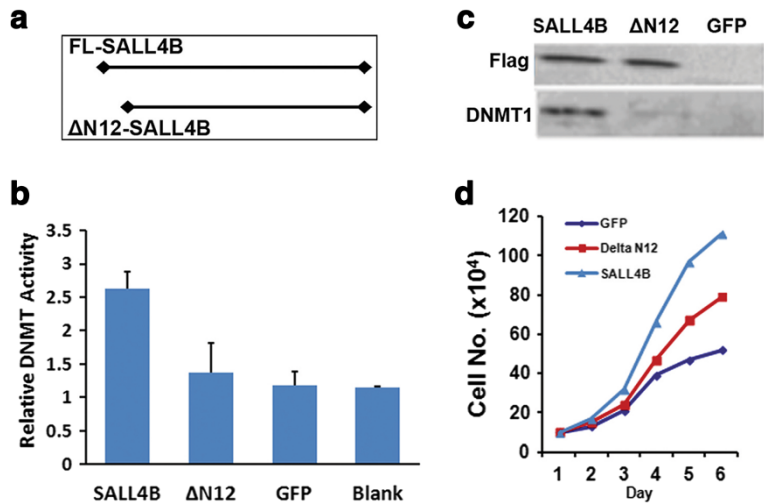 a
FL-SALL4B
ΔN12-SALL4B
b
Relative DNMT Activity
3.5
3
2.5
2
1.5
1
0.5
0
SALL4B ΔN12 GFP Blank
c
SALL4B ΔN12 GFP
Flag
DNMT1
d
Cell No. (x10⁴)
120
100
80
60
40
20
0
GFP
Delta N12
SALL4B
1 2 3 4 5 6
Day